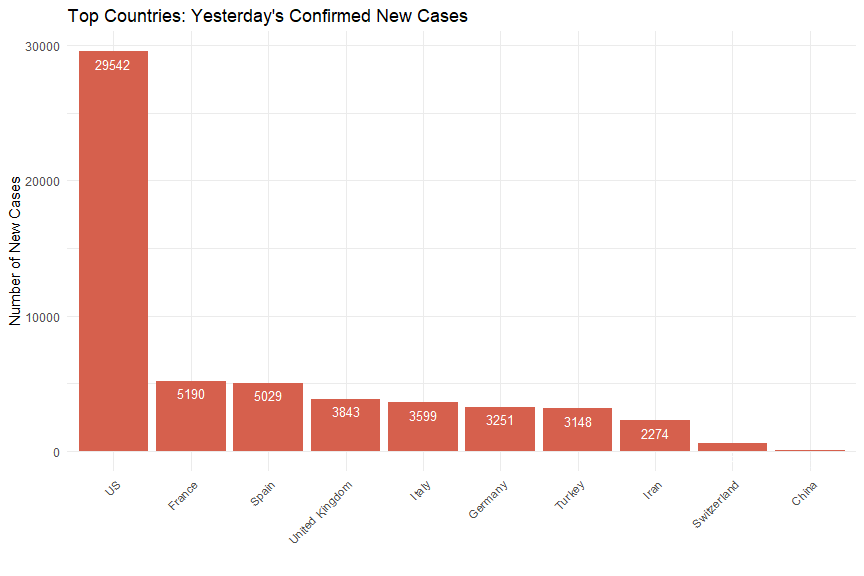 Top Countries: Yesterday's Confirmed New Cases
Number of New Cases
30000
20000
10000
0
29542
5190
5029
3843
3599
3251
3148
2274
US
France
Spain
United Kingdom
Italy
Germany
Turkey
Iran
Switzerland
China